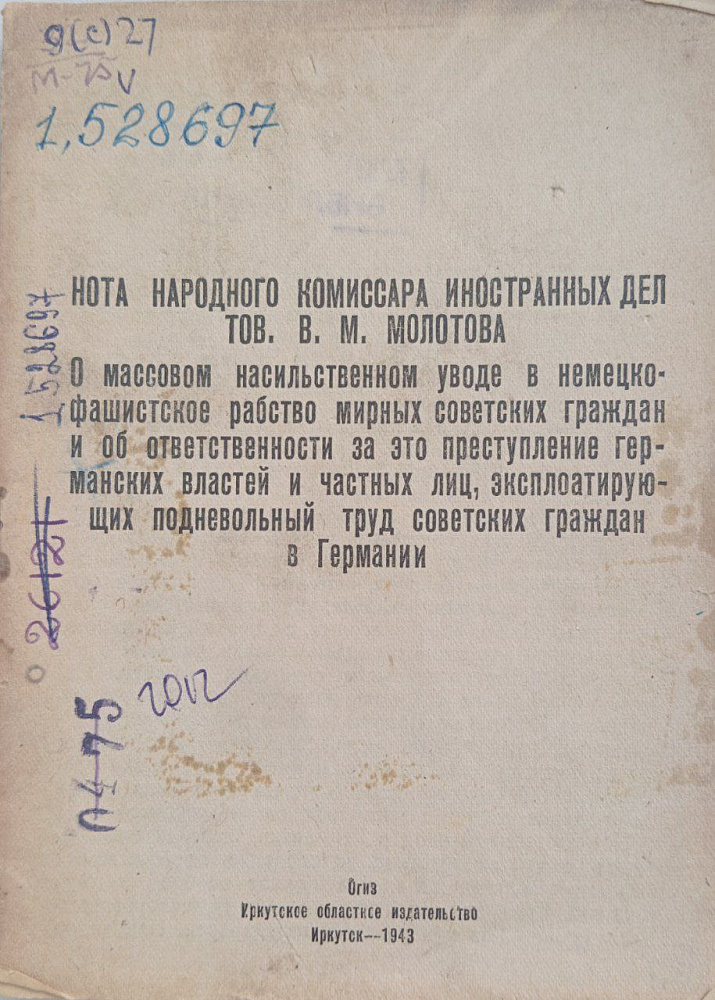 9(с)27
М-75
V
1,528697
НОТА НАРОДНОГО КОМИССАРА ИНОСТРАННЫХ ДЕЛ
ТОВ. В. М. МОЛОТОВА
О массовом насильственном уводе в немецко-
фашистское рабство мирных советских граждан
и об ответственности за это преступление гер-
манских властей и частных лиц, эксплоатирую-
щих подневольный труд советских граждан
в Германии
1528697
2012
Огиз
Иркутское областное издательство
Иркутск—1943